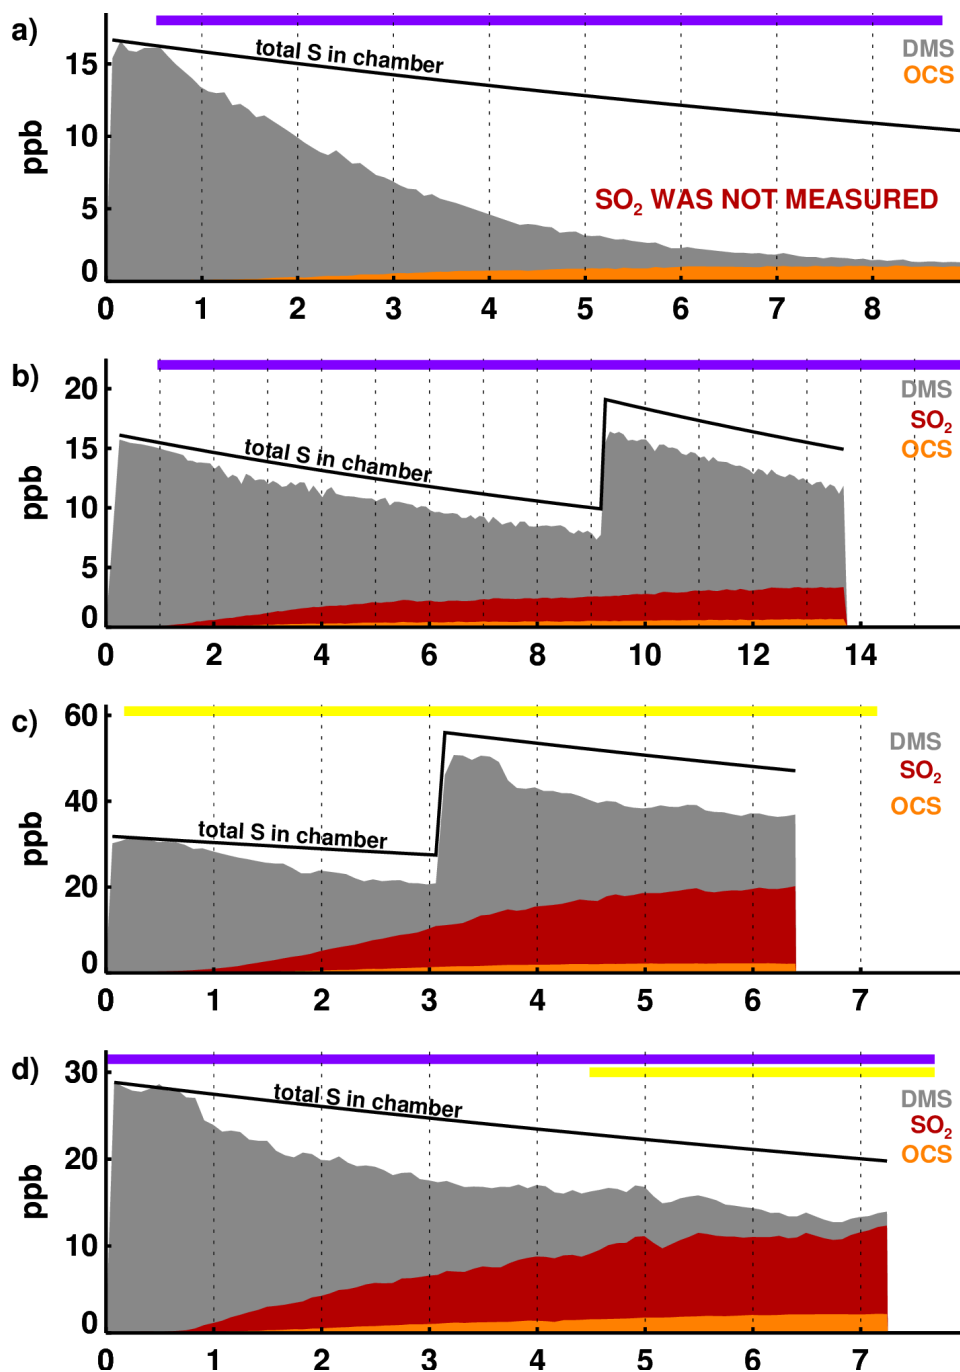 a)
total S in chamber
DMS
OCS
15
10
5
0
ppb
SO₂ WAS NOT MEASURED
0 1 2 3 4 5 6 7 8
b)
20
15
10
5
0
ppb
total S in chamber
DMS
SO₂
OCS
0 2 4 6 8 10 12 14
c)
60
40
20
0
ppb
total S in chamber
DMS
SO₂
OCS
0 1 2 3 4 5 6 7
d)
30
20
10
0
ppb
total S in chamber
DMS
SO₂
OCS
0 1 2 3 4 5 6 7